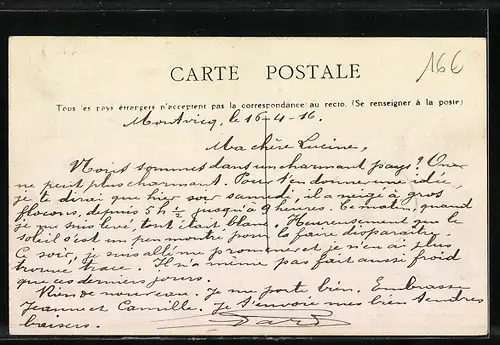 16€
CARTE POSTALE
Tous les pays étrangers n'acceptent pas la correspondance au recto. (Se renseigner à la poste)
Montvicq, le 16-4-16.
Ma chère Lucine,
Nous sommes dans un charmant pays? On
ne peut plus charmant. Pour t'en donner une idée,
je te dirai que hier soir samedi, il a neigé à gros
flocons, depuis 5h ½ jusqu'à 9 heures. Ce matin, quand
je me suis levé, tout était blanc. Heureusement que le
soleil s'est un peu montré pour la faire disparaître.
Ce soir, je suis allé me promener et je n'en ai plus
trouvé trace. Il n'a même pas fait aussi froid
que ces derniers jours.
Rien de nouveau. Je me porte bien. Embrasse
Jeanne et Camille. Je t'envoie mes bien tendres
baisers.